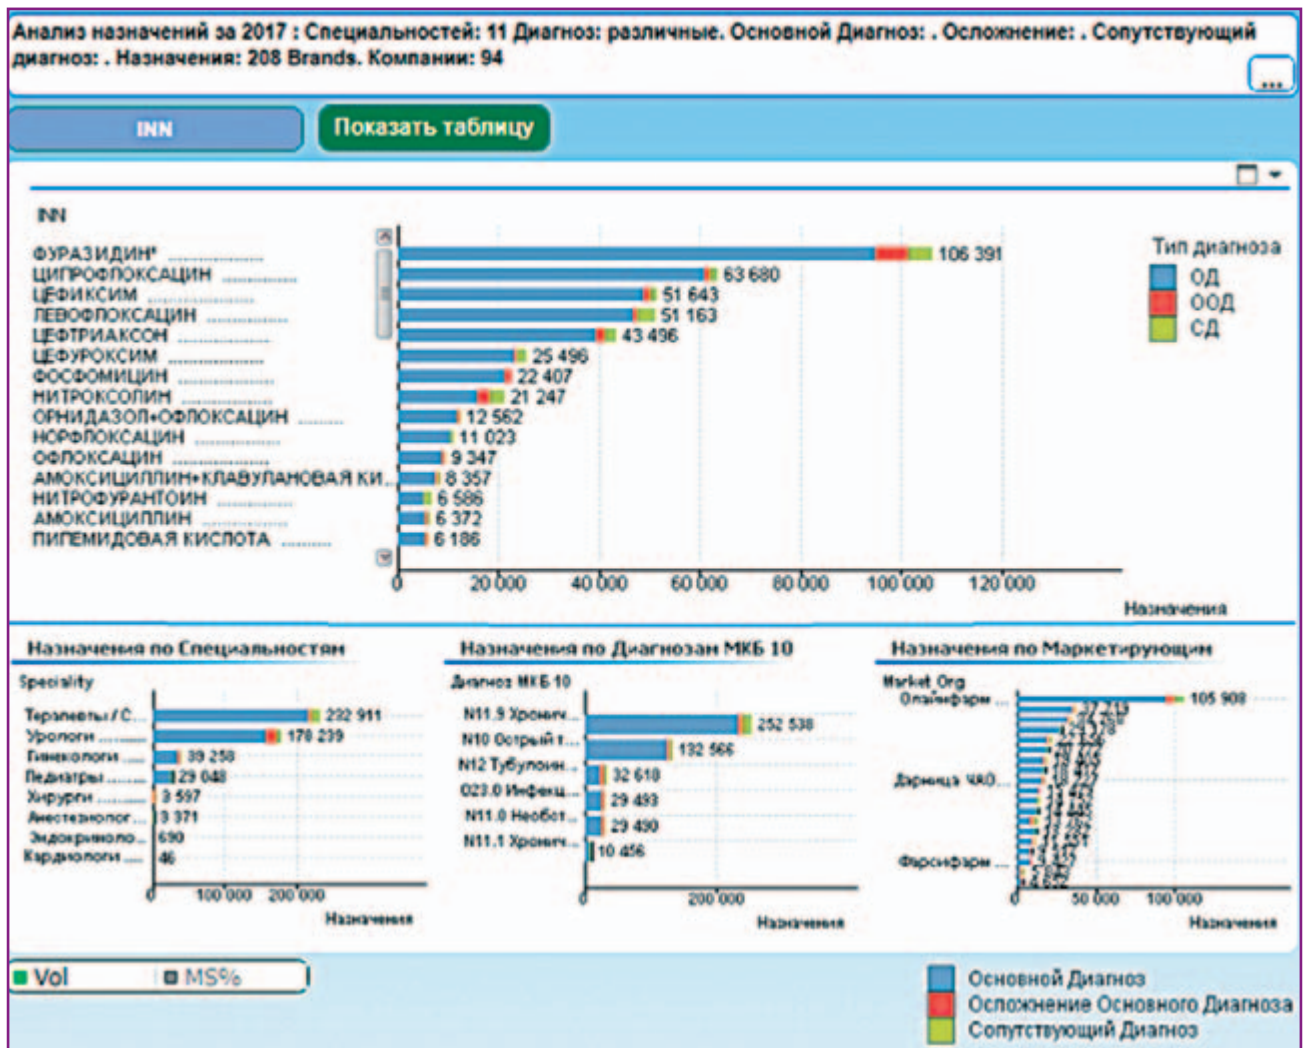 Анализ назначений за 2017 : Специальностей: 11 Диагноз: различные. Основной Диагноз: . Осложнение: . Сопутствующий
диагноз: . Назначения: 208 Brands. Компании: 94
...
INN
Показать таблицу
INN
ФУРАЗИДИН* 106 391
ЦИПРОФЛОКСАЦИН 63 680
ЦЕФИКСИМ 51 643
ЛЕВОФЛОКСАЦИН 51 163
ЦЕФТРИАКСОН 43 496
ЦЕФУРОКСИМ 25 496
ФОСФОМИЦИН 22 407
НИТРОКСОЛИН 21 247
ОРНИДАЗОЛ+ОФЛОКСАЦИН 12 562
НОРФЛОКСАЦИН 11 023
ОФЛОКСАЦИН 9 347
АМОКСИЦИЛЛИН+КЛАВУЛАНОВАЯ КИ... 8 357
НИТРОФУРАНТОИН 6 586
АМОКСИЦИЛЛИН 6 372
ПИПЕМИДОВАЯ КИСЛОТА 6 186
0 20 000 40 000 60 000 80 000 100 000 120 000
Назначения
Тип диагноза
ОД
ООД
СД
Назначения по Специальностям
Speciality
Терапевты / С... 232 911
Урологи 178 239
Гинекологи 39 258
Педиатры 29 048
Хирурги 3 597
Анестезиолог... 3 371
Эндокриноло... 690
Кардиологи 46
0 100 000 200 000
Назначения
Назначения по Диагнозам МКБ 10
Диагноз МКБ 10
N11.9 Хронич... 252 538
N10 Острый т... 132 566
N12 Тубулоин... 32 618
O23.0 Инфекц... 29 493
N11.0 Необст... 29 490
N11.1 Хронич... 10 456
0 200 000
Назначения
Назначения по Маркетирующим
Market Org
Олайнфарм ... 105 908
Дарница ЧАО...
Фарсифарм ...
0 50 000 100 000
Назначения
Vol MS%
Основной Диагноз
Осложнение Основного Диагноза
Сопутствующий Диагноз